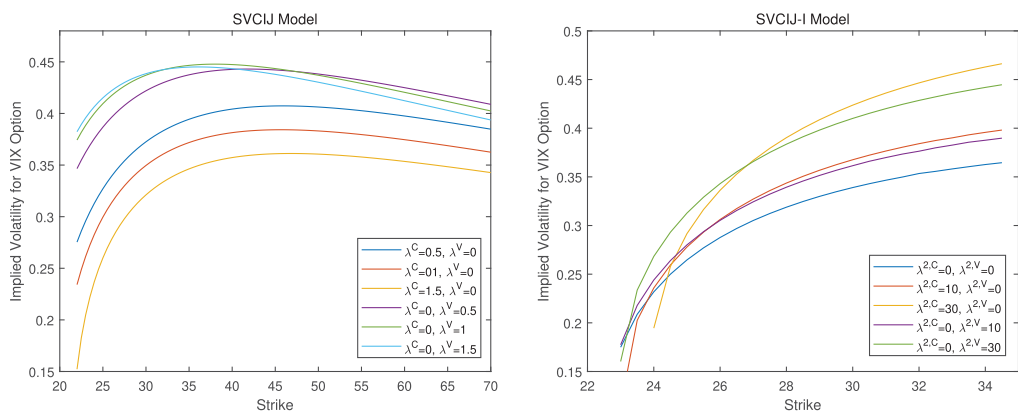 SVCIJ Model
Implied Volatility for VIX Option
0.45
0.4
0.35
0.3
0.25
0.2
0.15
20 25 30 35 40 45 50 55 60 65 70
Strike
λ^C=0.5, λ^V=0
λ^C=01, λ^V=0
λ^C=1.5, λ^V=0
λ^C=0, λ^V=0.5
λ^C=0, λ^V=1
λ^C=0, λ^V=1.5
SVCIJ-I Model
Implied Volatility for VIX Option
0.5
0.45
0.4
0.35
0.3
0.25
0.2
0.15
22 24 26 28 30 32 34
Strike
λ^2,C=0, λ^2,V=0
λ^2,C=10, λ^2,V=0
λ^2,C=30, λ^2,V=0
λ^2,C=0, λ^2,V=10
λ^2,C=0, λ^2,V=30